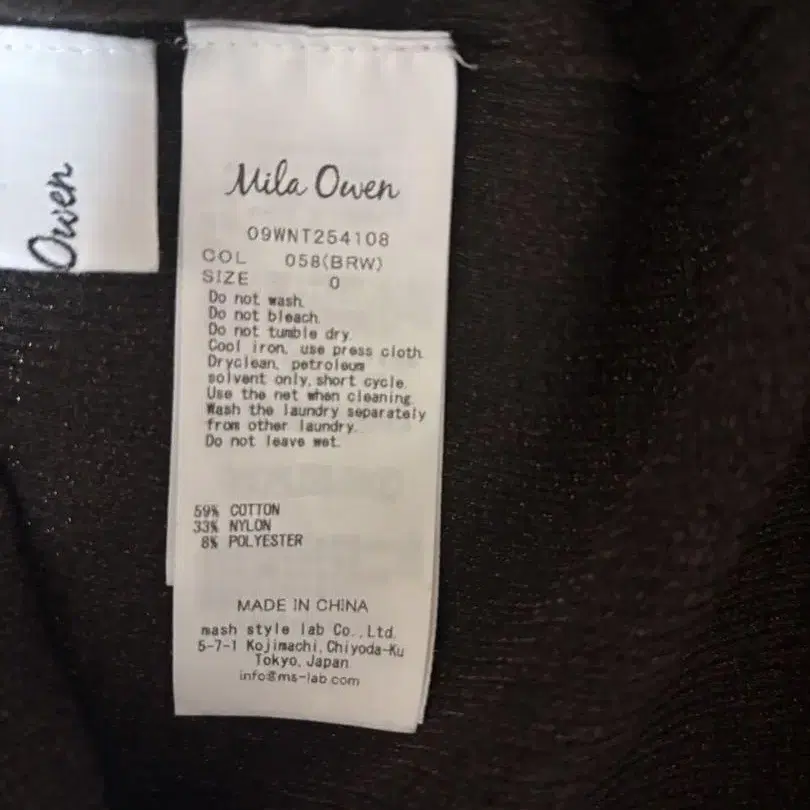 Owen
Mila Owen
09WNT254108
COL 058(BRW)
SIZE 0
Do not wash.
Do not bleach.
Do not tumble dry.
Cool iron, use press cloth.
Dryclean, petroleum
solvent only, short cycle.
Use the net when cleaning.
Wash the laundry separately
from other laundry.
Do not leave wet.
59% COTTON
33% NYLON
8% POLYESTER
MADE IN CHINA
mash style lab Co., Ltd.
5-7-1 Kojimachi, Chiyoda-Ku
Tokyo, Japan
info@ms-lab.com